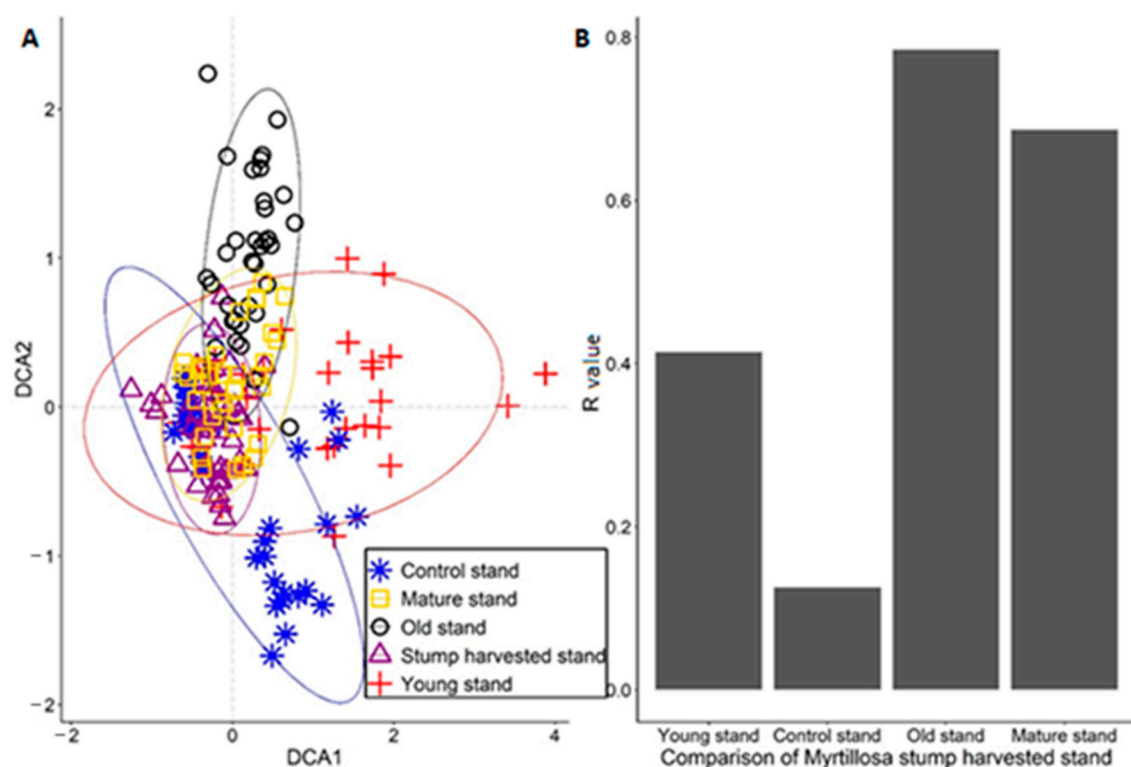 A
DCA2
2
1
0
−1
−2
−2
0
2
4
DCA1
Control stand
Mature stand
Old stand
Stump harvested stand
Young stand
B
R value
0.8
0.6
0.4
0.2
0.0
Young stand Control stand Old stand Mature stand
Comparison of Myrtillosa stump harvested stand